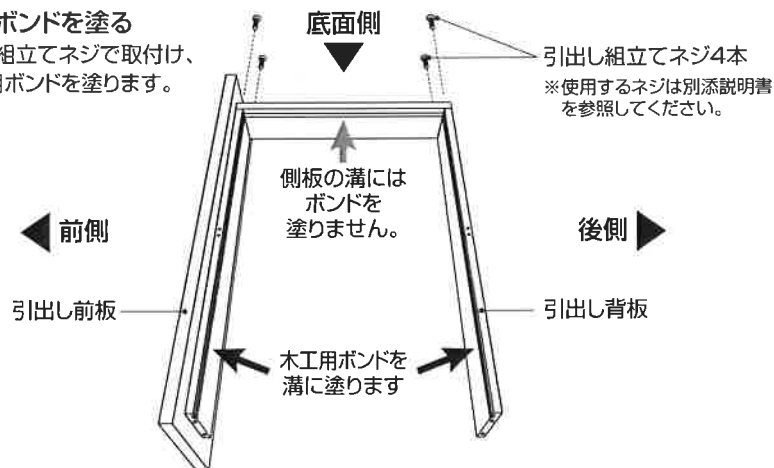 ボンドを塗る
組立てネジで取付け、
用ボンドを塗ります。
底面側
引出し組立てネジ4本
※使用するネジは別添説明書
を参照してください。
側板の溝には
ボンドを
塗りません。
前側
後側
引出し前板
引出し背板
木工用ボンドを
溝に塗ります